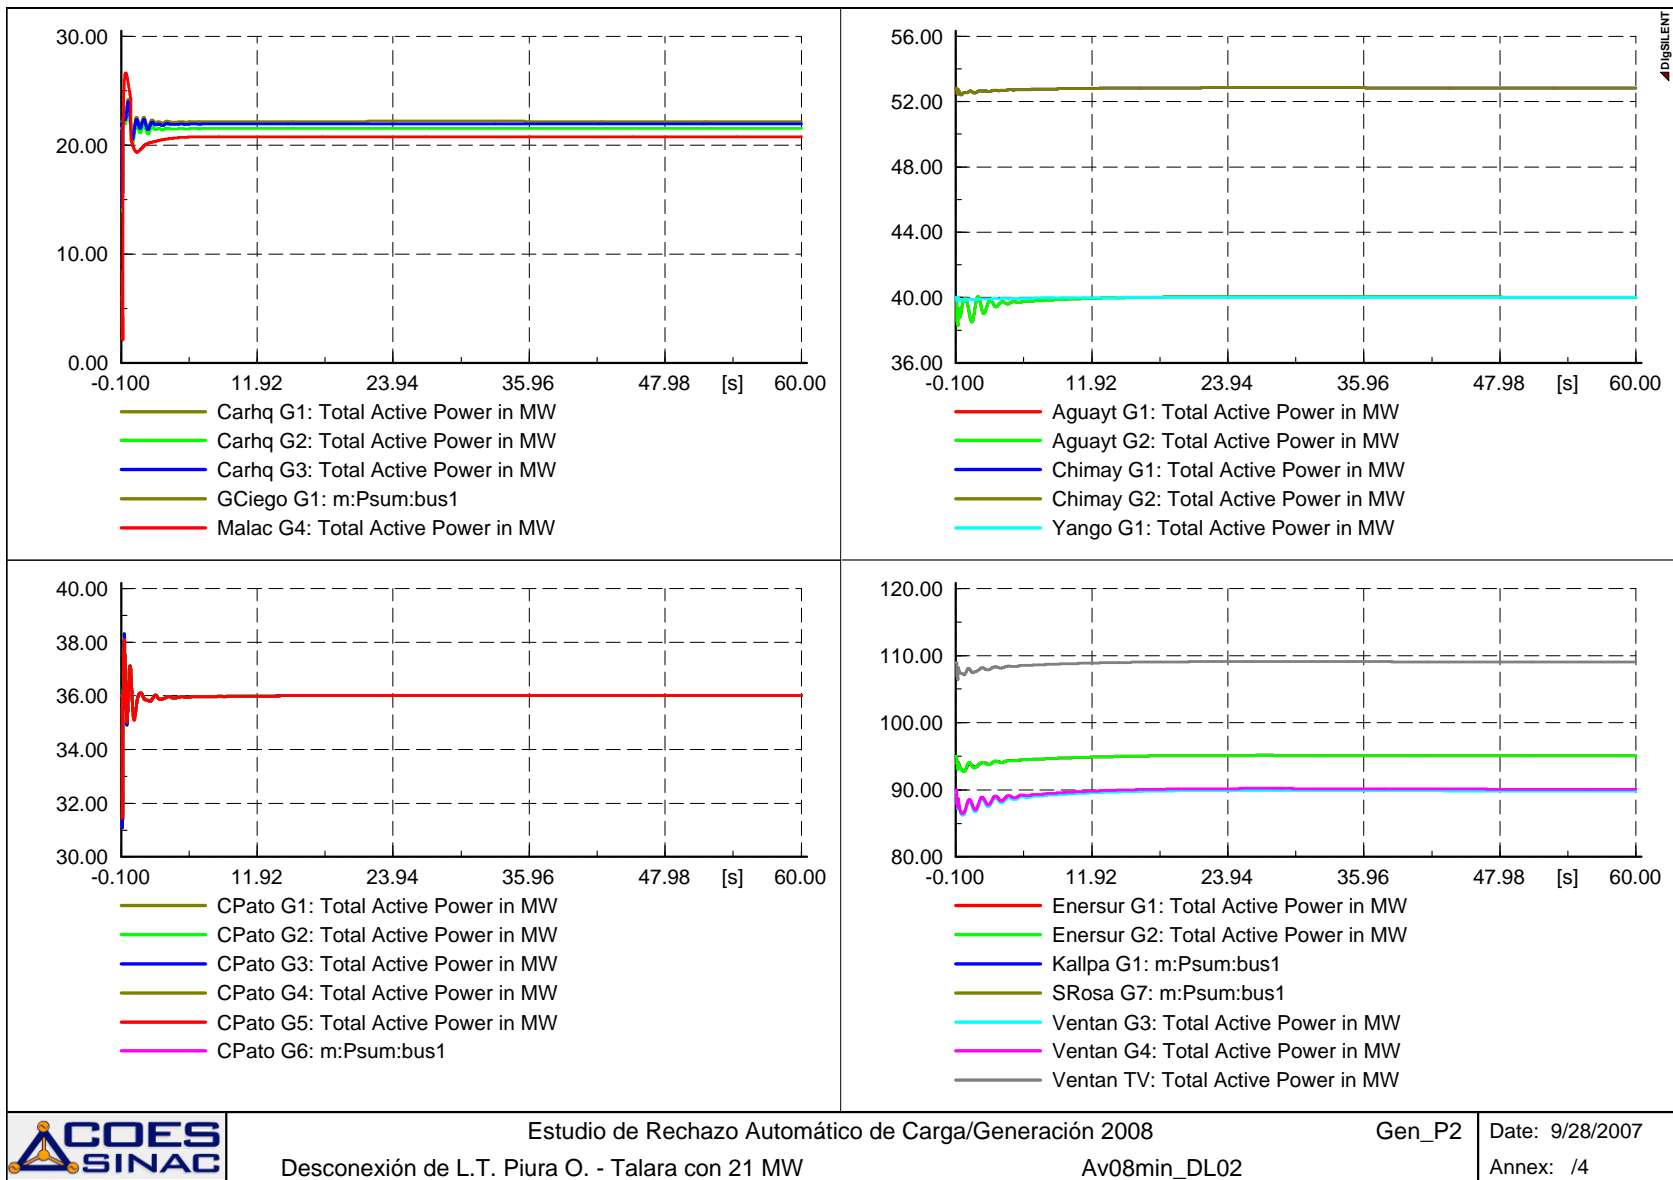 30.00
20.00
10.00
0.00
-0.100 11.92 23.94 35.96 47.98 [s] 60.00
Carhq G1: Total Active Power in MW
Carhq G2: Total Active Power in MW
Carhq G3: Total Active Power in MW
GCiego G1: m:Psum:bus1
Malac G4: Total Active Power in MW
DIgSILENT
56.00
52.00
48.00
44.00
40.00
36.00
-0.100 11.92 23.94 35.96 47.98 [s] 60.00
Aguayt G1: Total Active Power in MW
Aguayt G2: Total Active Power in MW
Chimay G1: Total Active Power in MW
Chimay G2: Total Active Power in MW
Yango G1: Total Active Power in MW
40.00
38.00
36.00
34.00
32.00
30.00
-0.100 11.92 23.94 35.96 47.98 [s] 60.00
CPato G1: Total Active Power in MW
CPato G2: Total Active Power in MW
CPato G3: Total Active Power in MW
CPato G4: Total Active Power in MW
CPato G5: Total Active Power in MW
CPato G6: m:Psum:bus1
120.00
110.00
100.00
90.00
80.00
-0.100 11.92 23.94 35.96 47.98 [s] 60.00
Enersur G1: Total Active Power in MW
Enersur G2: Total Active Power in MW
Kallpa G1: m:Psum:bus1
SRosa G7: m:Psum:bus1
Ventan G3: Total Active Power in MW
Ventan G4: Total Active Power in MW
Ventan TV: Total Active Power in MW
COES
SINAC
Estudio de Rechazo Automático de Carga/Generación 2008 Gen_P2
Desconexión de L.T. Piura O. - Talara con 21 MW Av08min_DL02
Date: 9/28/2007
Annex: /4